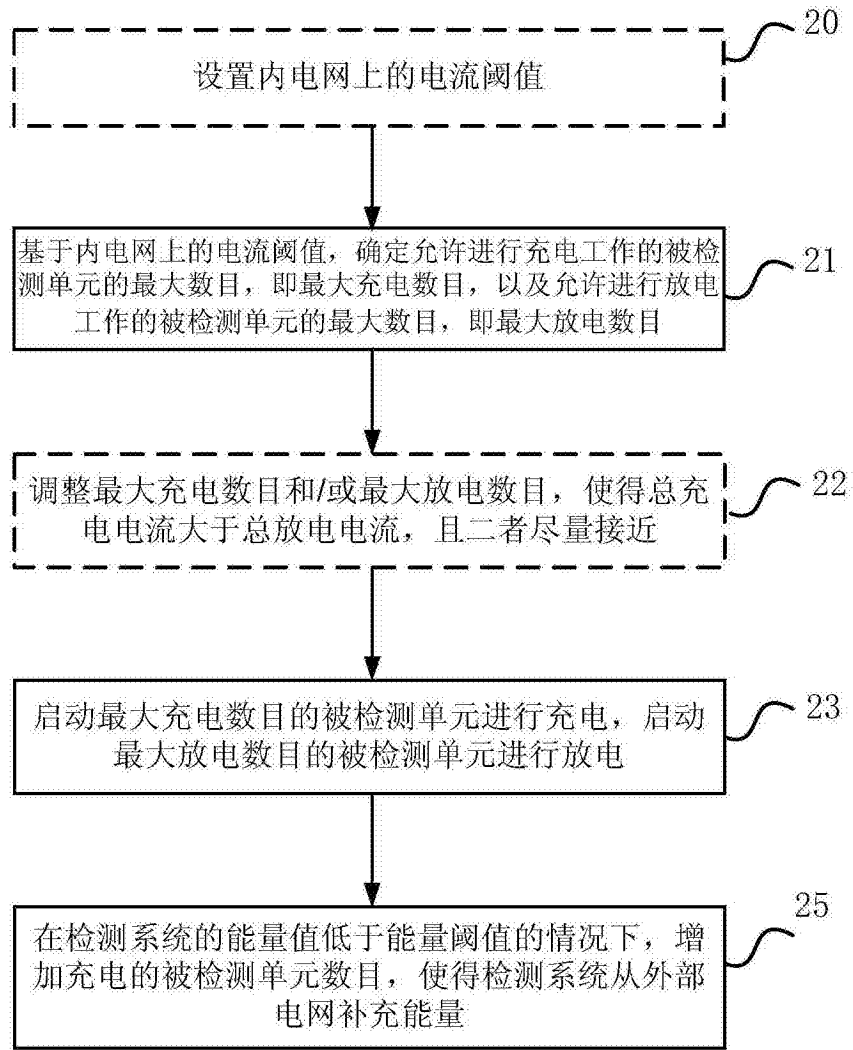 20
设置内电网上的电流阈值
基于内电网上的电流阈值，确定允许进行充电工作的被检
测单元的最大数目，即最大充电数目，以及允许进行放电
工作的被检测单元的最大数目，即最大放电数目
21
调整最大充电数目和/或最大放电数目，使得总充
电电流大于总放电电流，且二者尽量接近
22
启动最大充电数目的被检测单元进行充电，启动
最大放电数目的被检测单元进行放电
23
在检测系统的能量值低于能量阈值的情况下，增
加充电的被检测单元数目，使得检测系统从外部
电网补充能量
25